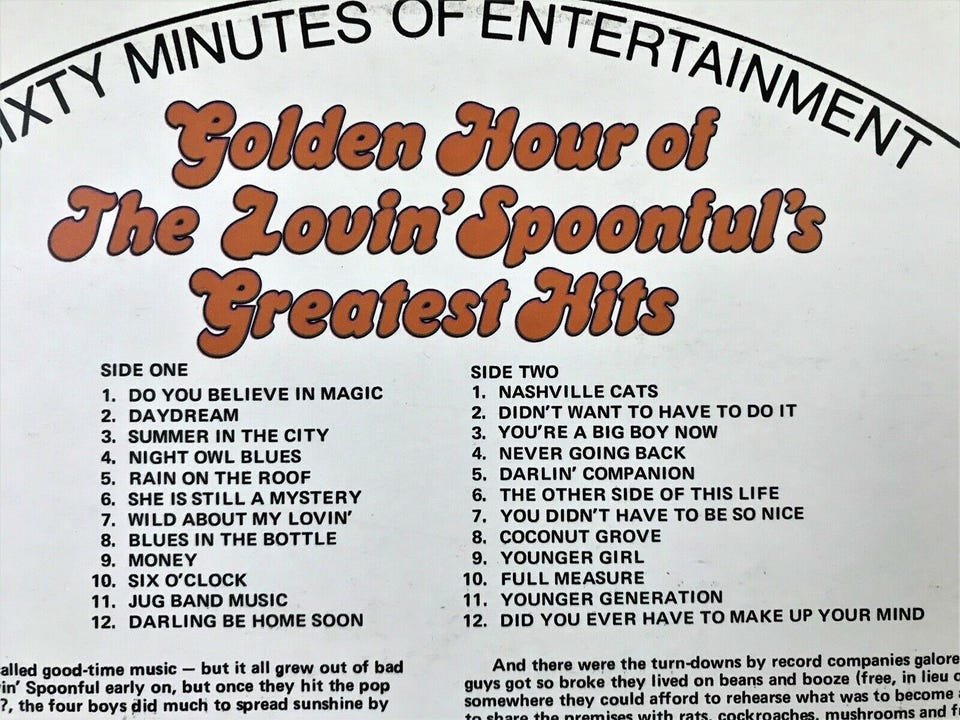 SIXTY MINUTES OF ENTERTAINMENT
Golden Hour of
The Lovin' Spoonful's
Greatest Hits
SIDE ONE
1. DO YOU BELIEVE IN MAGIC
2. DAYDREAM
3. SUMMER IN THE CITY
4. NIGHT OWL BLUES
5. RAIN ON THE ROOF
6. SHE IS STILL A MYSTERY
7. WILD ABOUT MY LOVIN'
8. BLUES IN THE BOTTLE
9. MONEY
10. SIX O'CLOCK
11. JUG BAND MUSIC
12. DARLING BE HOME SOON
SIDE TWO
1. NASHVILLE CATS
2. DIDN'T WANT TO HAVE TO DO IT
3. YOU'RE A BIG BOY NOW
4. NEVER GOING BACK
5. DARLIN' COMPANION
6. THE OTHER SIDE OF THIS LIFE
7. YOU DIDN'T HAVE TO BE SO NICE
8. COCONUT GROVE
9. YOUNGER GIRL
10. FULL MEASURE
11. YOUNGER GENERATION
12. DID YOU EVER HAVE TO MAKE UP YOUR MIND
alled good-time music — but it all grew out of bad
in' Spoonful early on, but once they hit the pop
?, the four boys did much to spread sunshine by
And there were the turn-downs by record companies galore
guys got so broke they lived on beans and booze (free, in lieu o
somewhere they could afford to rehearse what was to become
to share the premises with rats, cockroaches, mushrooms and